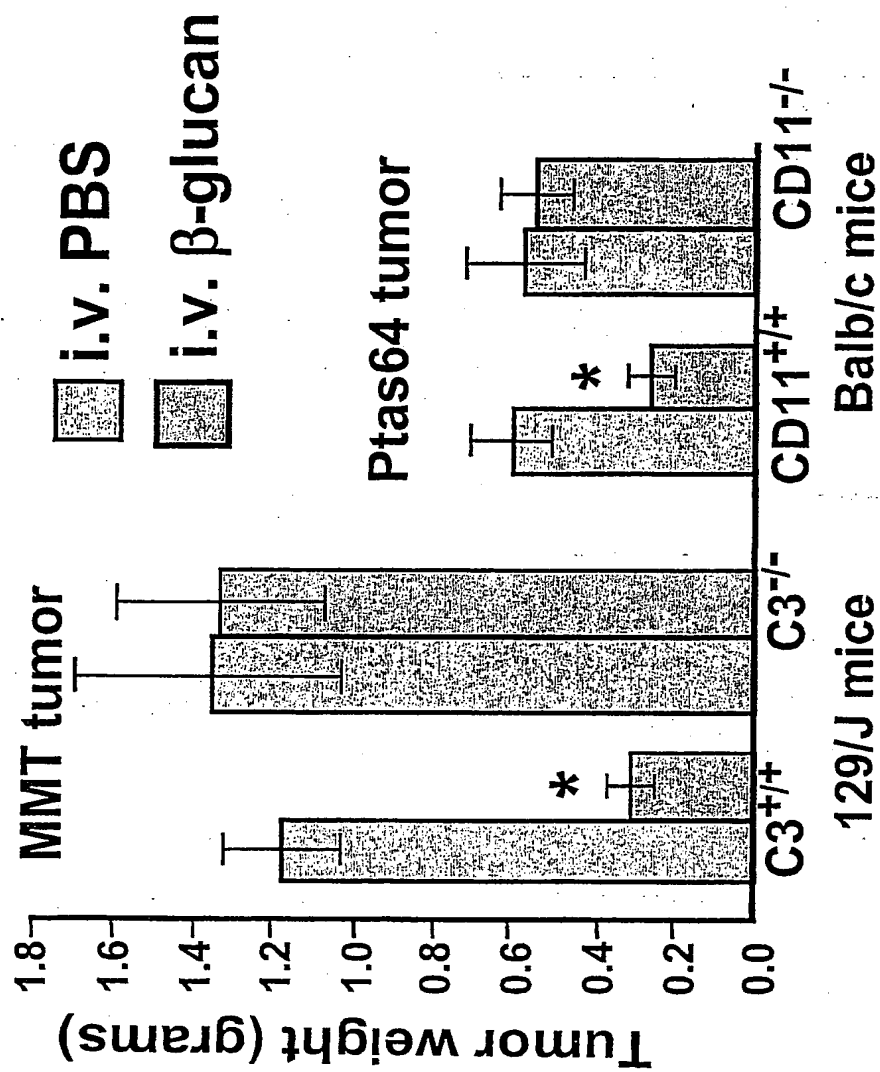 MMT tumor
i.v. PBS
i.v. β-glucan
Ptas64 tumor
Tumor weight (grams)
1.8
1.6
1.4
1.2
1.0
0.8
0.6
0.4
0.2
0.0
*
*
C3+/+
C3-/-
CD11+/+
CD11-/-
129/J mice
Balb/c mice